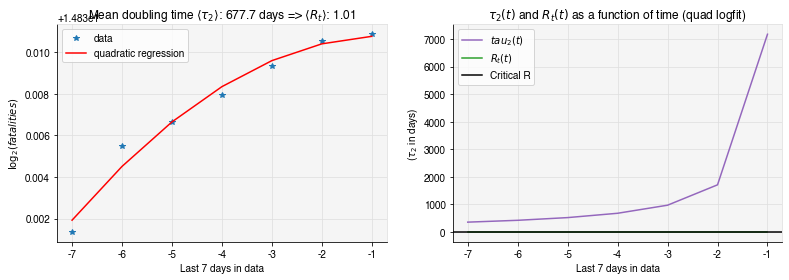 Mean doubling time ⟨τ₂⟩: 677.7 days => ⟨Rₜ⟩: 1.01
data
quadratic regression
0.010
0.008
0.006
0.004
0.002
log₂(fatalities)
-7 -6 -5 -4 -3 -2 -1
Last 7 days in data
τ₂(t) and Rₜ(t) as a function of time (quad logfit)
tau₂(t)
Rₜ(t)
Critical R
7000
6000
5000
4000
3000
2000
1000
0
(τ₂ in days)
-7 -6 -5 -4 -3 -2 -1
Last 7 days in data